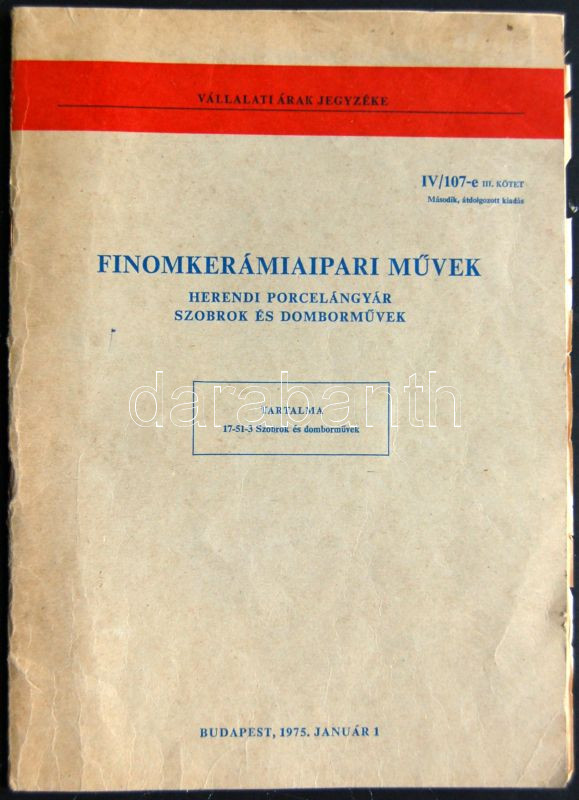 VÁLLALATI ÁRAK JEGYZÉKE
IV/107-e III. KÖTET
Második, átdolgozott kiadás
FINOMKERÁMIAIPARI MŰVEK
HERENDI PORCELÁNGYÁR
SZOBROK ÉS DOMBORMŰVEK
TARTALMA
17-51-3 Szobrok és domborművek
darabanth
BUDAPEST, 1975. JANUÁR 1